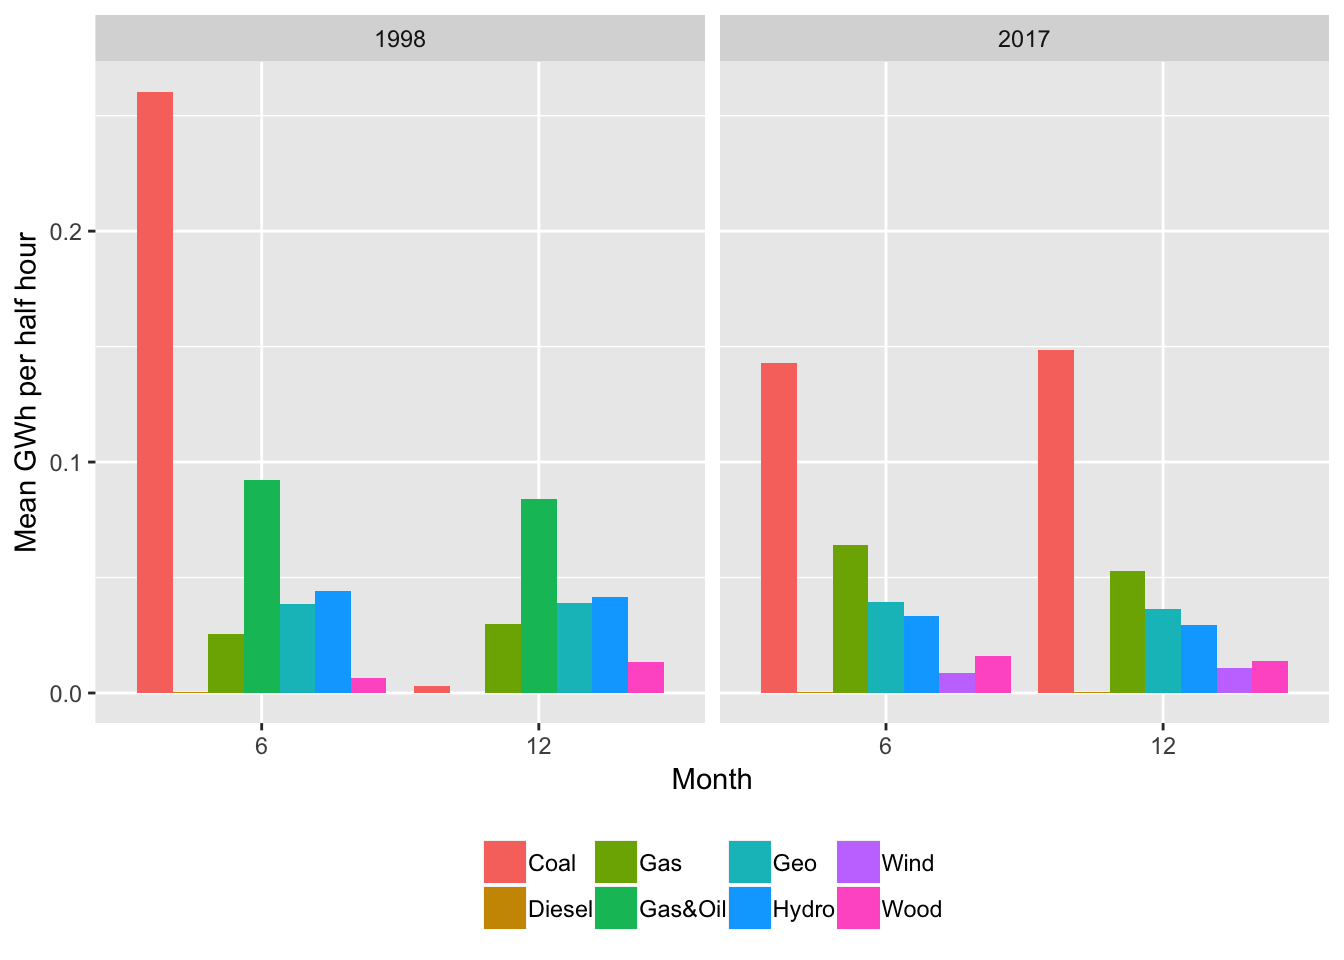 1998
2017
Mean GWh per half hour
0.2
0.1
0.0
6
12
6
12
Month
Coal
Gas
Geo
Wind
Diesel
Gas&Oil
Hydro
Wood